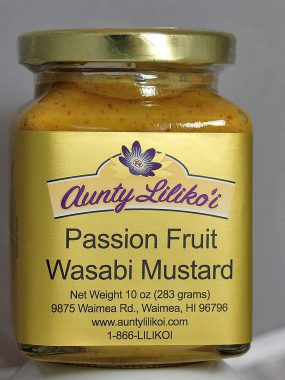 Aunty Liliko'i
Passion Fruit
Wasabi Mustard
Net Weight 10 oz (283 grams)
9875 Waimea Rd., Waimea, HI 96796
www.auntylilikoi.com
1-866-LILIKOI